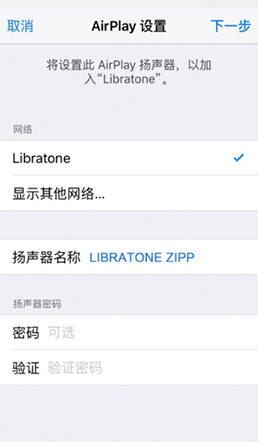 取消 AirPlay 设置 下一步
将设置此 AirPlay 扬声器，以加
入“Libratone”。
网络
Libratone
显示其他网络...
扬声器名称 LIBRATONE ZIPP
扬声器密码
密码 可选
验证 验证密码